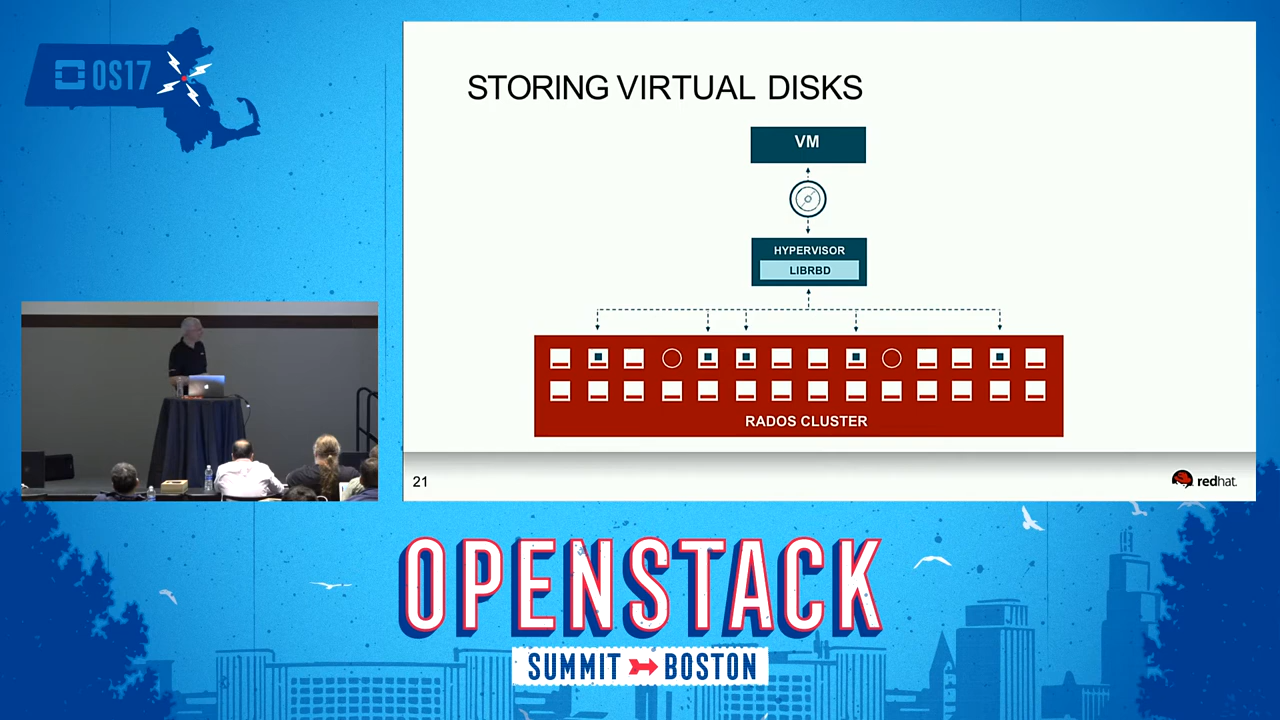 OS17
STORING VIRTUAL DISKS
VM
HYPERVISOR
LIBRBD
RADOS CLUSTER
21
redhat.
OPENSTACK
SUMMIT BOSTON